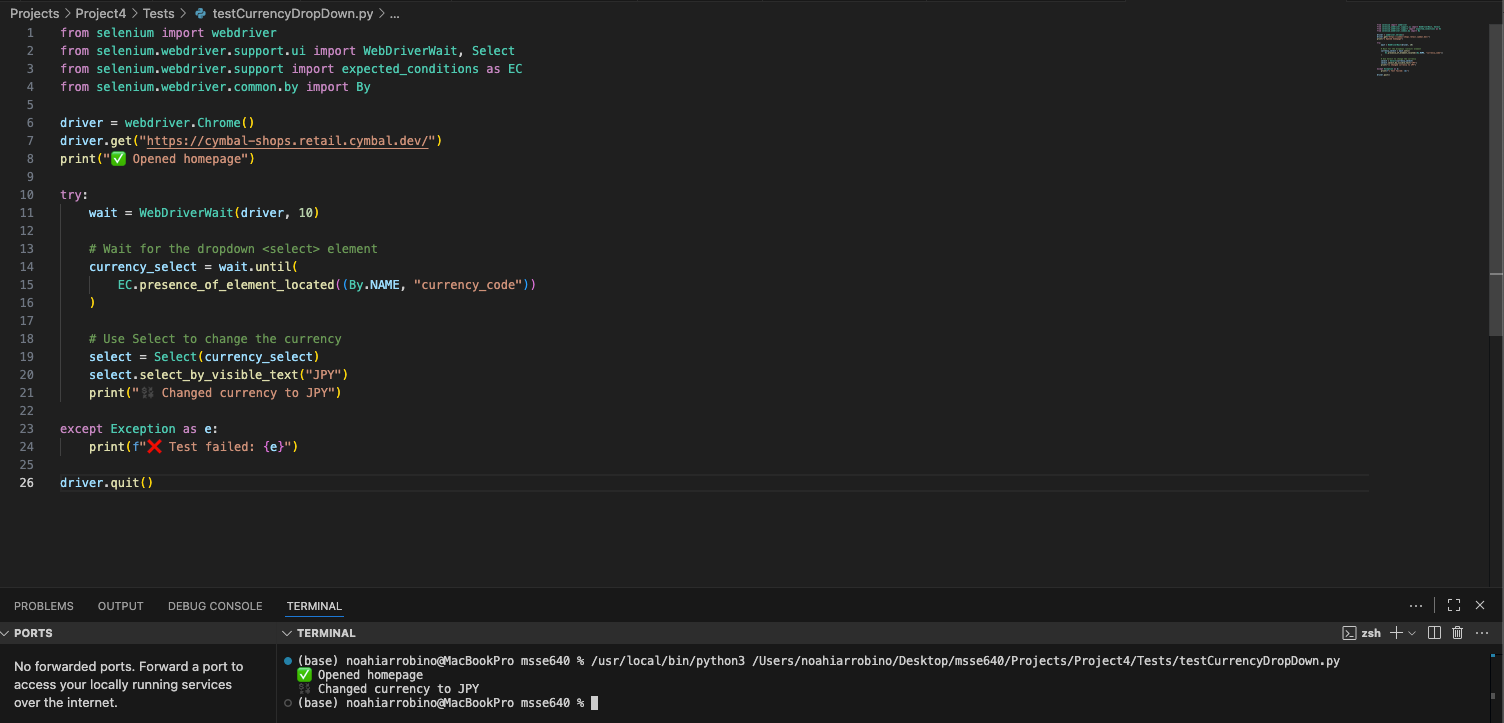 Projects > Project4 > Tests > testCurrencyDropDown.py > ...
1 from selenium import webdriver
2 from selenium.webdriver.support.ui import WebDriverWait, Select
3 from selenium.webdriver.support import expected_conditions as EC
4 from selenium.webdriver.common.by import By
5
6 driver = webdriver.Chrome()
7 driver.get("https://cymbal-shops.retail.cymbal.dev/")
8 print("✅ Opened homepage")
9
10 try:
11     wait = WebDriverWait(driver, 10)
12
13     # Wait for the dropdown <select> element
14     currency_select = wait.until(
15         EC.presence_of_element_located((By.NAME, "currency_code"))
16     )
17
18     # Use Select to change the currency
19     select = Select(currency_select)
20     select.select_by_visible_text("JPY")
21     print("💱 Changed currency to JPY")
22
23 except Exception as e:
24     print(f"❌ Test failed: {e}")
25
26 driver.quit()
PROBLEMS OUTPUT DEBUG CONSOLE TERMINAL
PORTS
TERMINAL
zsh
No forwarded ports. Forward a port to
access your locally running services
over the internet.
(base) noahiarrobino@MacBookPro msse640 % /usr/local/bin/python3 /Users/noahiarrobino/Desktop/msse640/Projects/Project4/Tests/testCurrencyDropDown.py
✅ Opened homepage
💱 Changed currency to JPY
(base) noahiarrobino@MacBookPro msse640 %